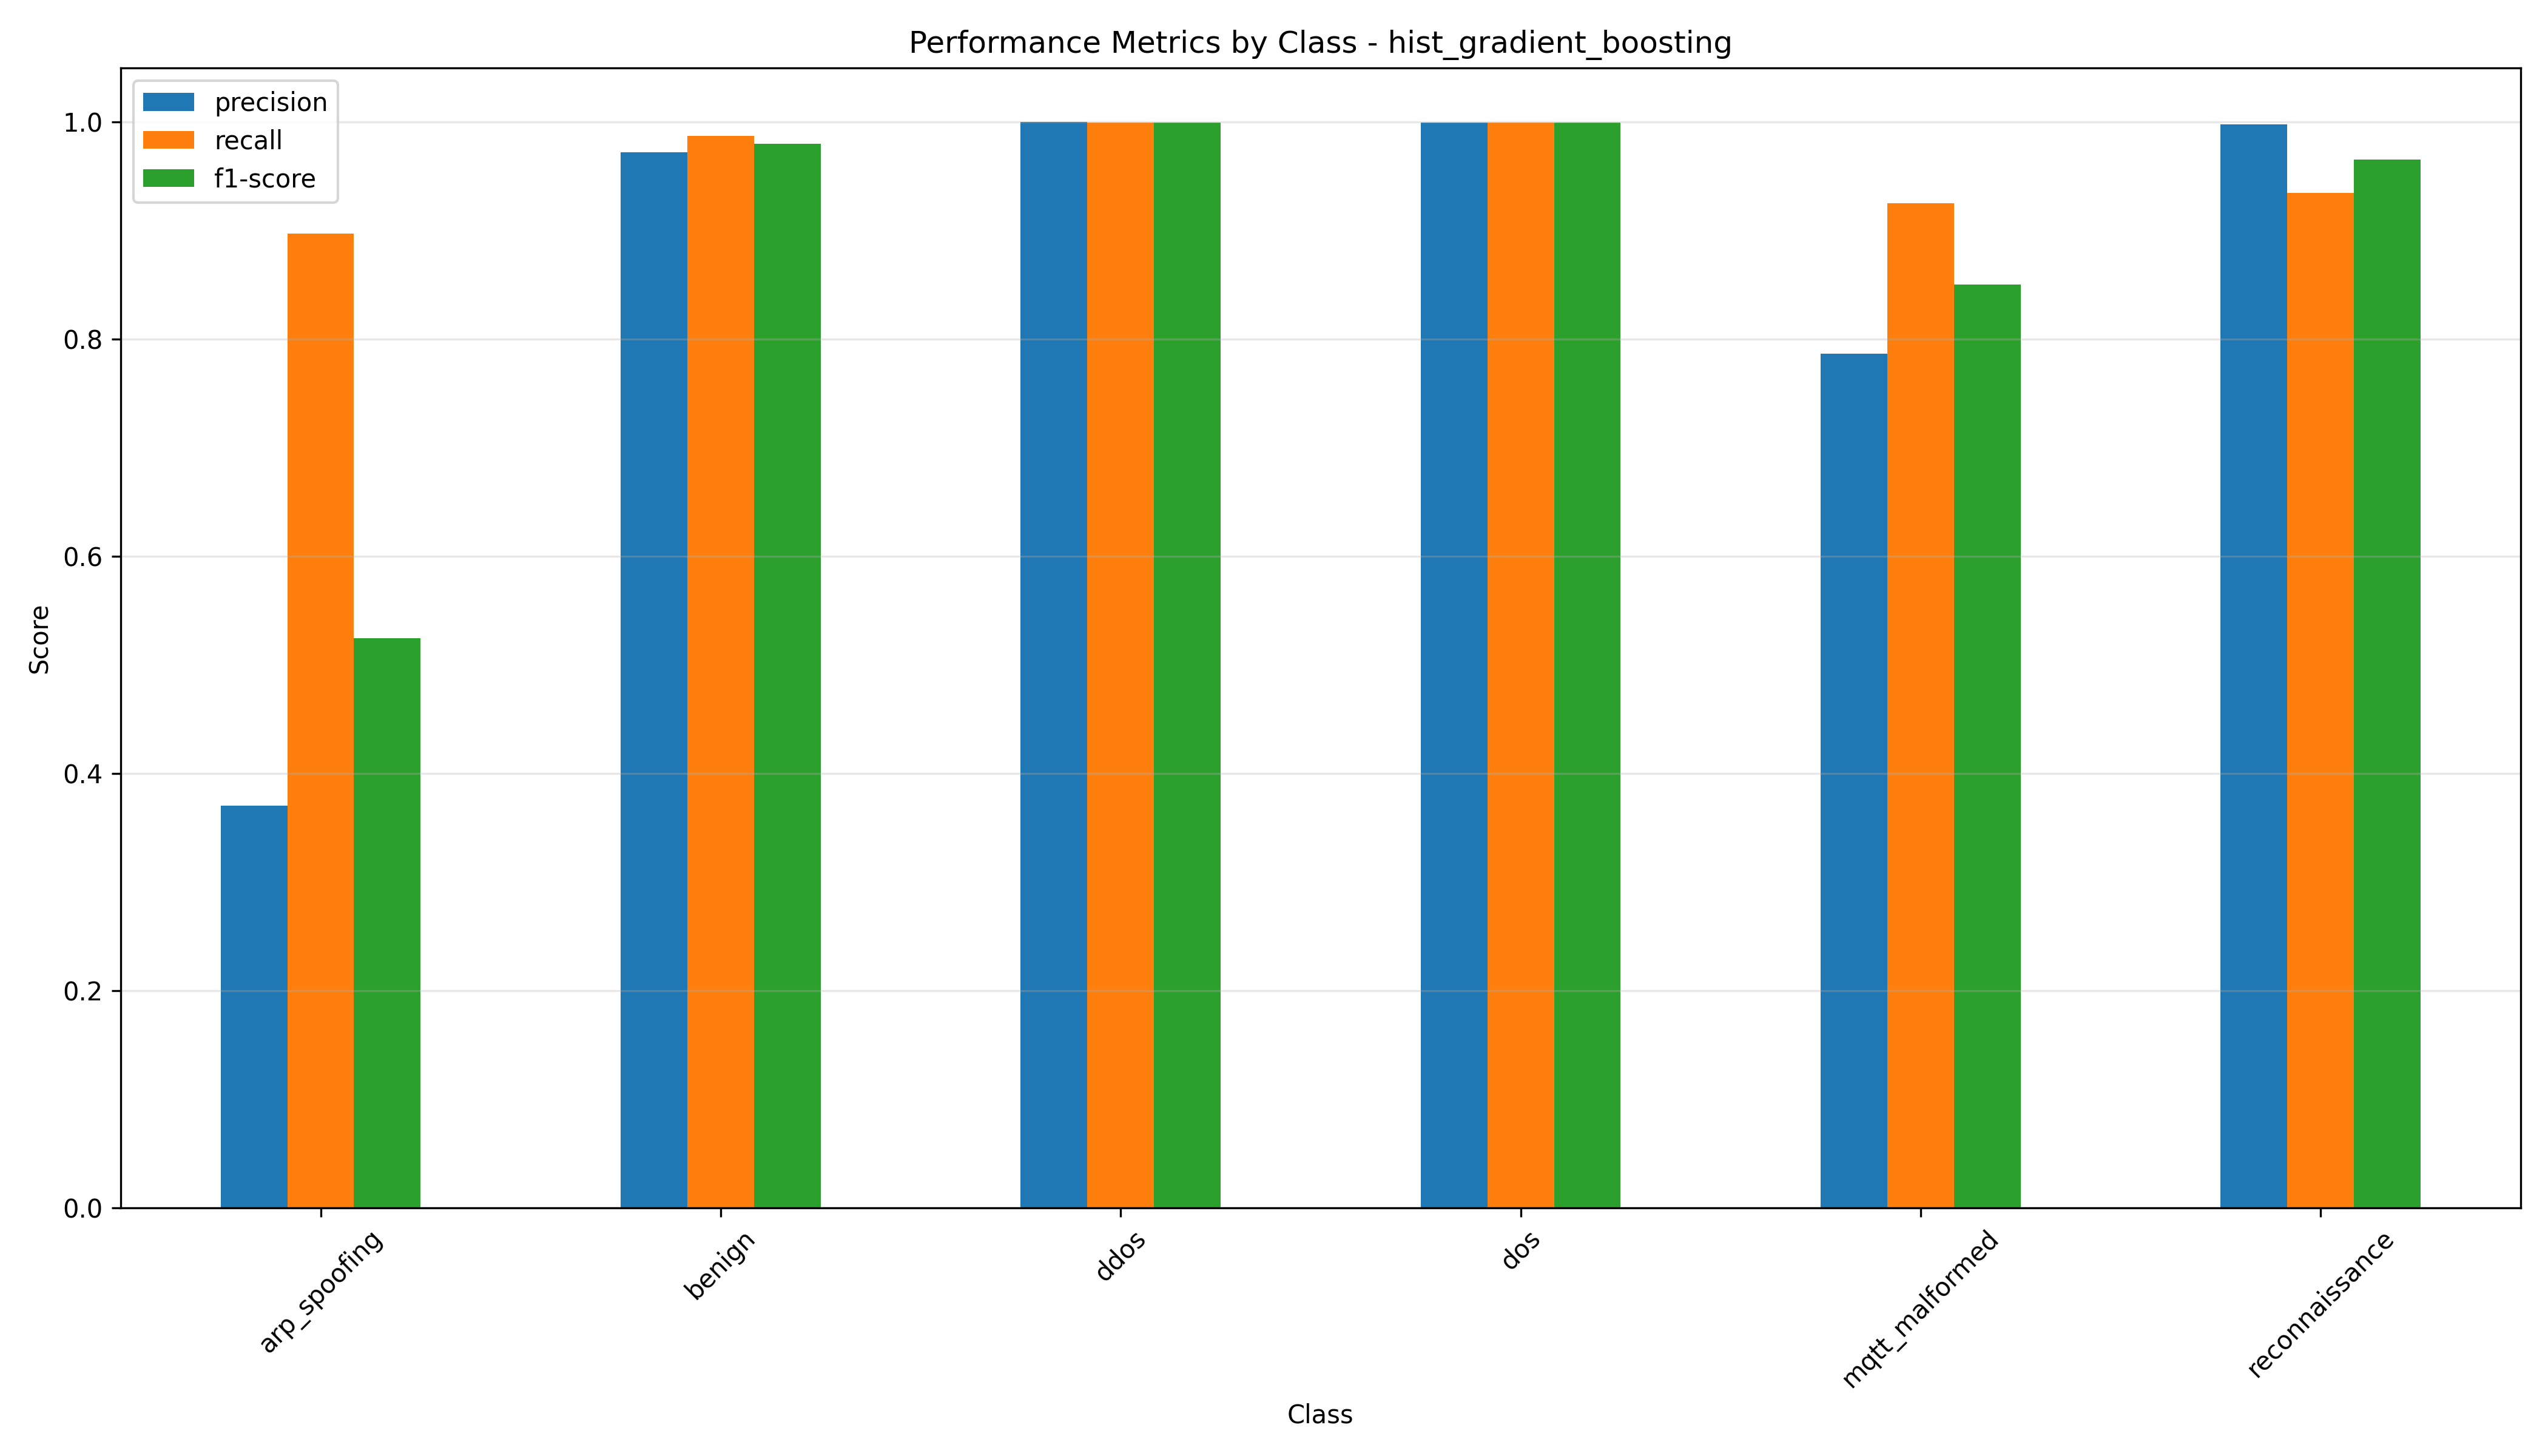 Performance Metrics by Class - hist_gradient_boosting
precision
recall
f1-score
Score
1.0
0.8
0.6
0.4
0.2
0.0
arp_spoofing
benign
ddos
dos
mqtt_malformed
reconnaissance
Class